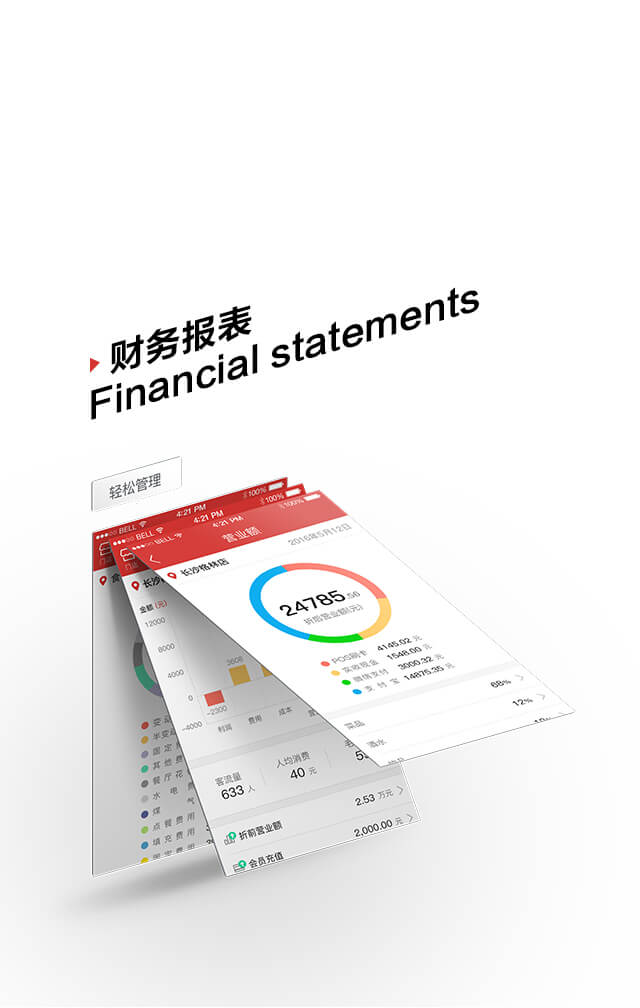 财务报表
Financial statements
轻松管理
100%
4:21 PM
BELL
100%
4:21 PM
BELL
100%
4:21 PM
BELL
营业额
2016年5月12日
长沙格林店
24785.56
折前营业额(元)
POS刷卡 4145.02 元
实收现金 1548.00 元
微信支付 3000.32 元
支付宝 14875.35 元
菜品 68%
酒水 12%
长沙格
金额 (元)
12000
8000
4000
0
-4000
-2300
3608
利润
费用
成本
客流量
633 人
人均消费
40 元
折前营业额 2.53 万元
会员充值 2,000.00 元
变动
半变动
固定
其他费
餐厅花
水电费
煤气
点餐费用
填充费用
固定费用